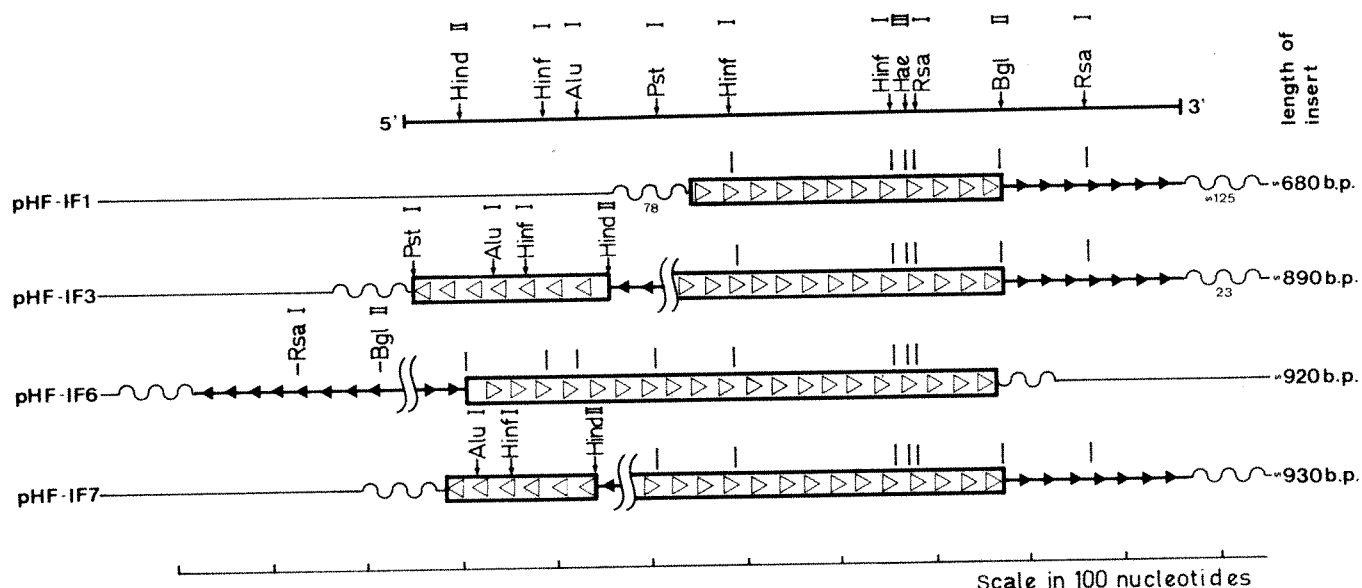 Hind II
Hinf I
Alu I
Pst I
Hinf I
Hinf I
Hae III
Rsa I
Bgl II
Rsa I
length of
insert
5' 3'
pHF-IF1 78 ~125 ~680 b.p.
Pst I
Alu I
Hinf I
Hind II
pHF-IF3 23 ~890 b.p.
Rsa I
Bgl II
pHF-IF6 ~920 b.p.
Alu I
Hinf I
Hind II
pHF-IF7 ~930 b.p.
Scale in 100 nucleotides